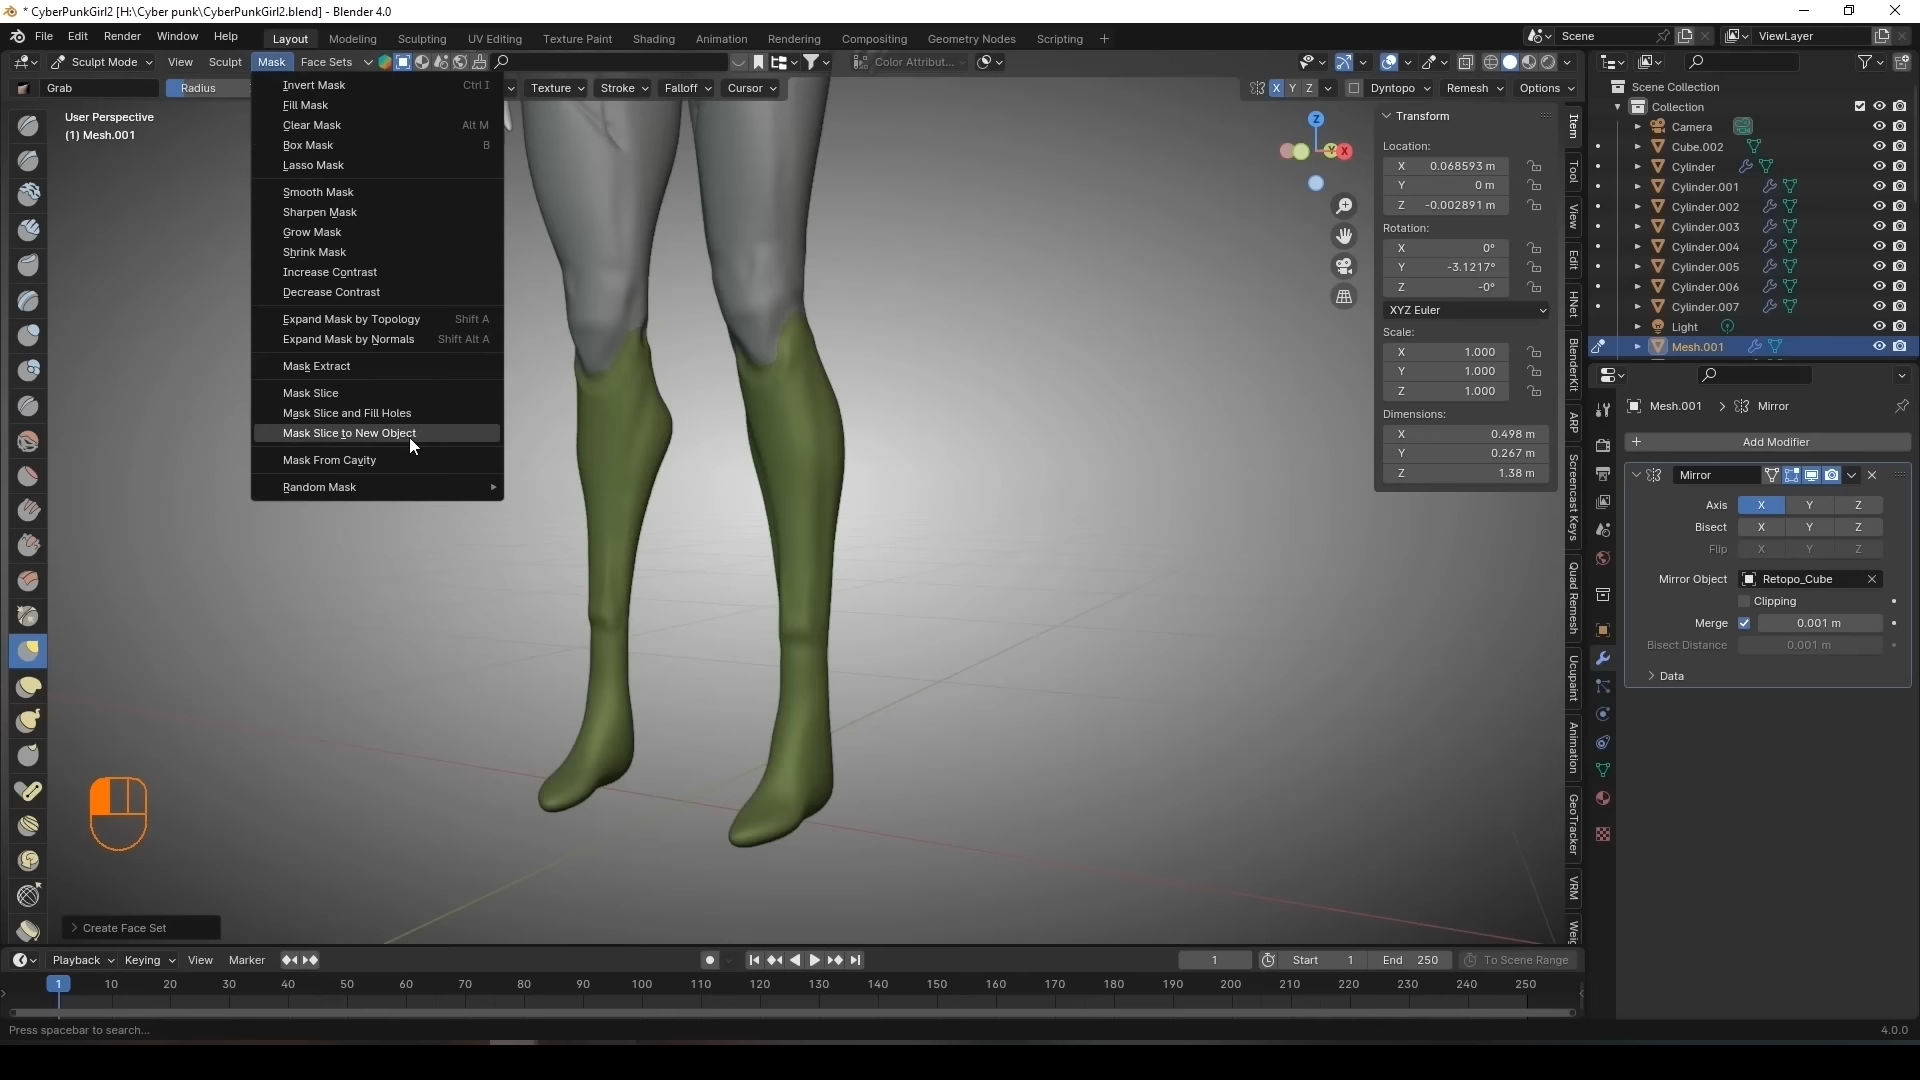 * CyberPunkGirl2 [H:\Cyber punk\CyberPunkGirl2.blend] - Blender 4.0
File Edit Render Window Help Layout Modeling Sculpting UV Editing Texture Paint Shading Animation Rendering Compositing Geometry Nodes Scripting + Scene ViewLayer
Sculpt Mode View Sculpt Mask Face Sets Color Attribut...
Grab Radius Texture Stroke Falloff Cursor X Y Z Dyntopo Remesh Options
User Perspective
(1) Mesh.001
Invert Mask Ctrl I
Fill Mask
Clear Mask Alt M
Box Mask B
Lasso Mask
Smooth Mask
Sharpen Mask
Grow Mask
Shrink Mask
Increase Contrast
Decrease Contrast
Expand Mask by Topology Shift A
Expand Mask by Normals Shift Alt A
Mask Extract
Mask Slice
Mask Slice and Fill Holes
Mask Slice to New Object
Mask From Cavity
Random Mask
Z
Y X
Transform
Location:
X 0.068593 m
Y 0 m
Z -0.002891 m
Rotation:
X 0°
Y -3.1217°
Z -0°
XYZ Euler
Scale:
X 1.000
Y 1.000
Z 1.000
Dimensions:
X 0.498 m
Y 0.267 m
Z 1.38 m
Item
Tool
View
Edit
HNet
BlenderKit
ARP
Screencast Keys
Quad Remesh
Ucupaint
Animation
GeoTracker
VRM
Weig
Scene Collection
Collection
Camera
Cube.002
Cylinder
Cylinder.001
Cylinder.002
Cylinder.003
Cylinder.004
Cylinder.005
Cylinder.006
Cylinder.007
Light
Mesh.001
Mesh.001 Mirror
+ Add Modifier
Mirror
Axis X Y Z
Bisect X Y Z
Flip X Y Z
Mirror Object Retopo_Cube
Clipping
Merge 0.001 m
Bisect Distance 0.001 m
Data
Create Face Set
Playback Keying View Marker 1 Start 1 End 250 To Scene Range
1 10 20 30 40 50 60 70 80 90 100 110 120 130 140 150 160 170 180 190 200 210 220 230 240 250
Press spacebar to search... 4.0.0